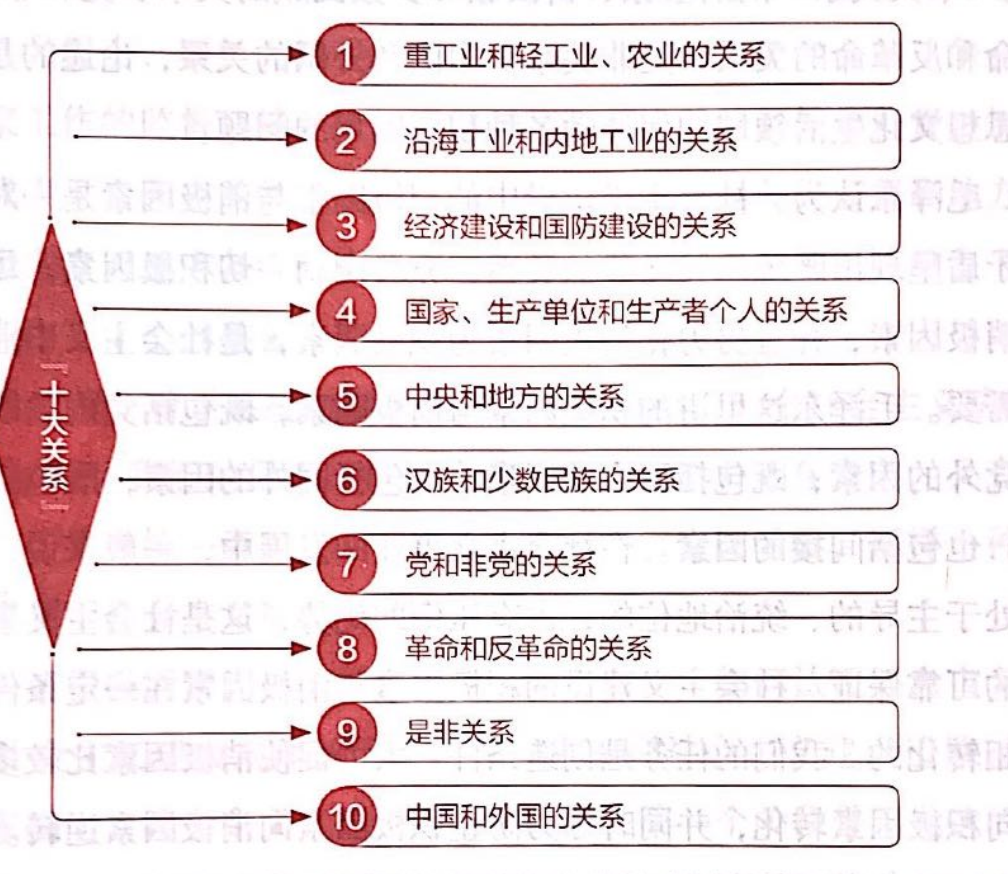 1 重工业和轻工业、农业的关系
2 沿海工业和内地工业的关系
3 经济建设和国防建设的关系
4 国家、生产单位和生产者个人的关系
十大关系
5 中央和地方的关系
6 汉族和少数民族的关系
7 党和非党的关系
8 革命和反革命的关系
9 是非关系
10 中国和外国的关系